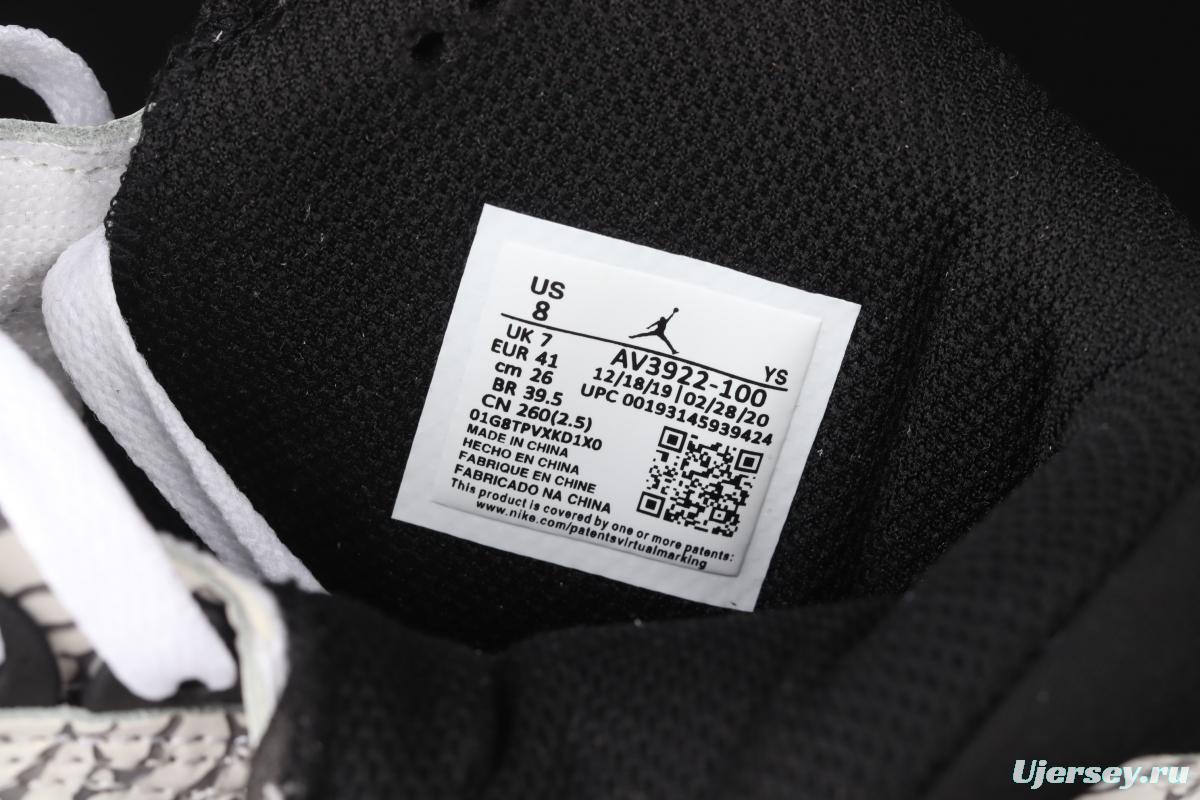 US
8
UK 7
EUR 41
cm 26
BR 39.5
CN 260(2.5)
01G8TPVXKD1X0
MADE IN CHINA
HECHO EN CHINA
FABRIQUE EN CHINE
FABRICADO NA CHINA
YS
AV3922-100
12/18/19 | 02/28/20
UPC 00193145939424
This product is covered by one or more patents:
www.nike.com/patentsvirtualmarking
Ujersey.ru